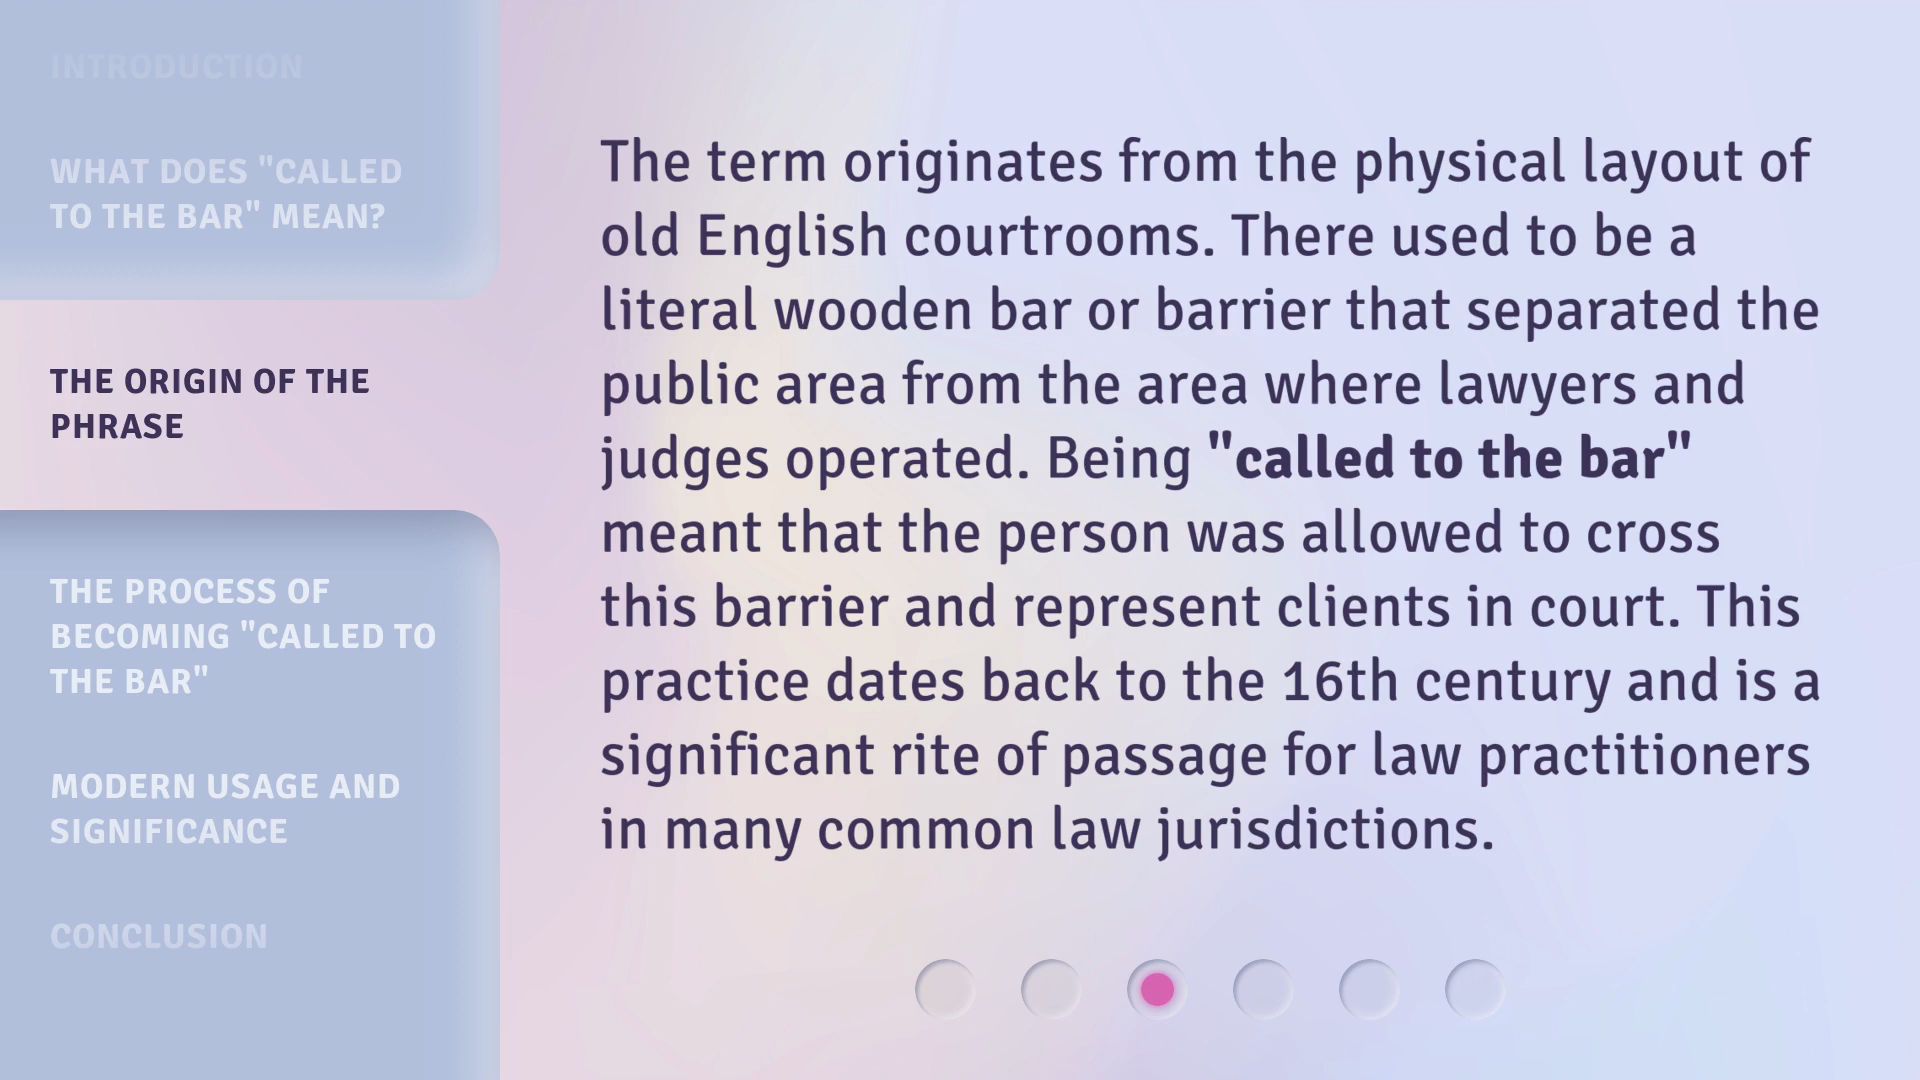 INTRODUCTION
WHAT DOES "CALLED
TO THE BAR" MEAN?
THE ORIGIN OF THE
PHRASE
THE PROCESS OF
BECOMING "CALLED TO
THE BAR"
MODERN USAGE AND
SIGNIFICANCE
CONCLUSION
The term originates from the physical layout of
old English courtrooms. There used to be a
literal wooden bar or barrier that separated the
public area from the area where lawyers and
judges operated. Being "called to the bar"
meant that the person was allowed to cross
this barrier and represent clients in court. This
practice dates back to the 16th century and is a
significant rite of passage for law practitioners
in many common law jurisdictions.